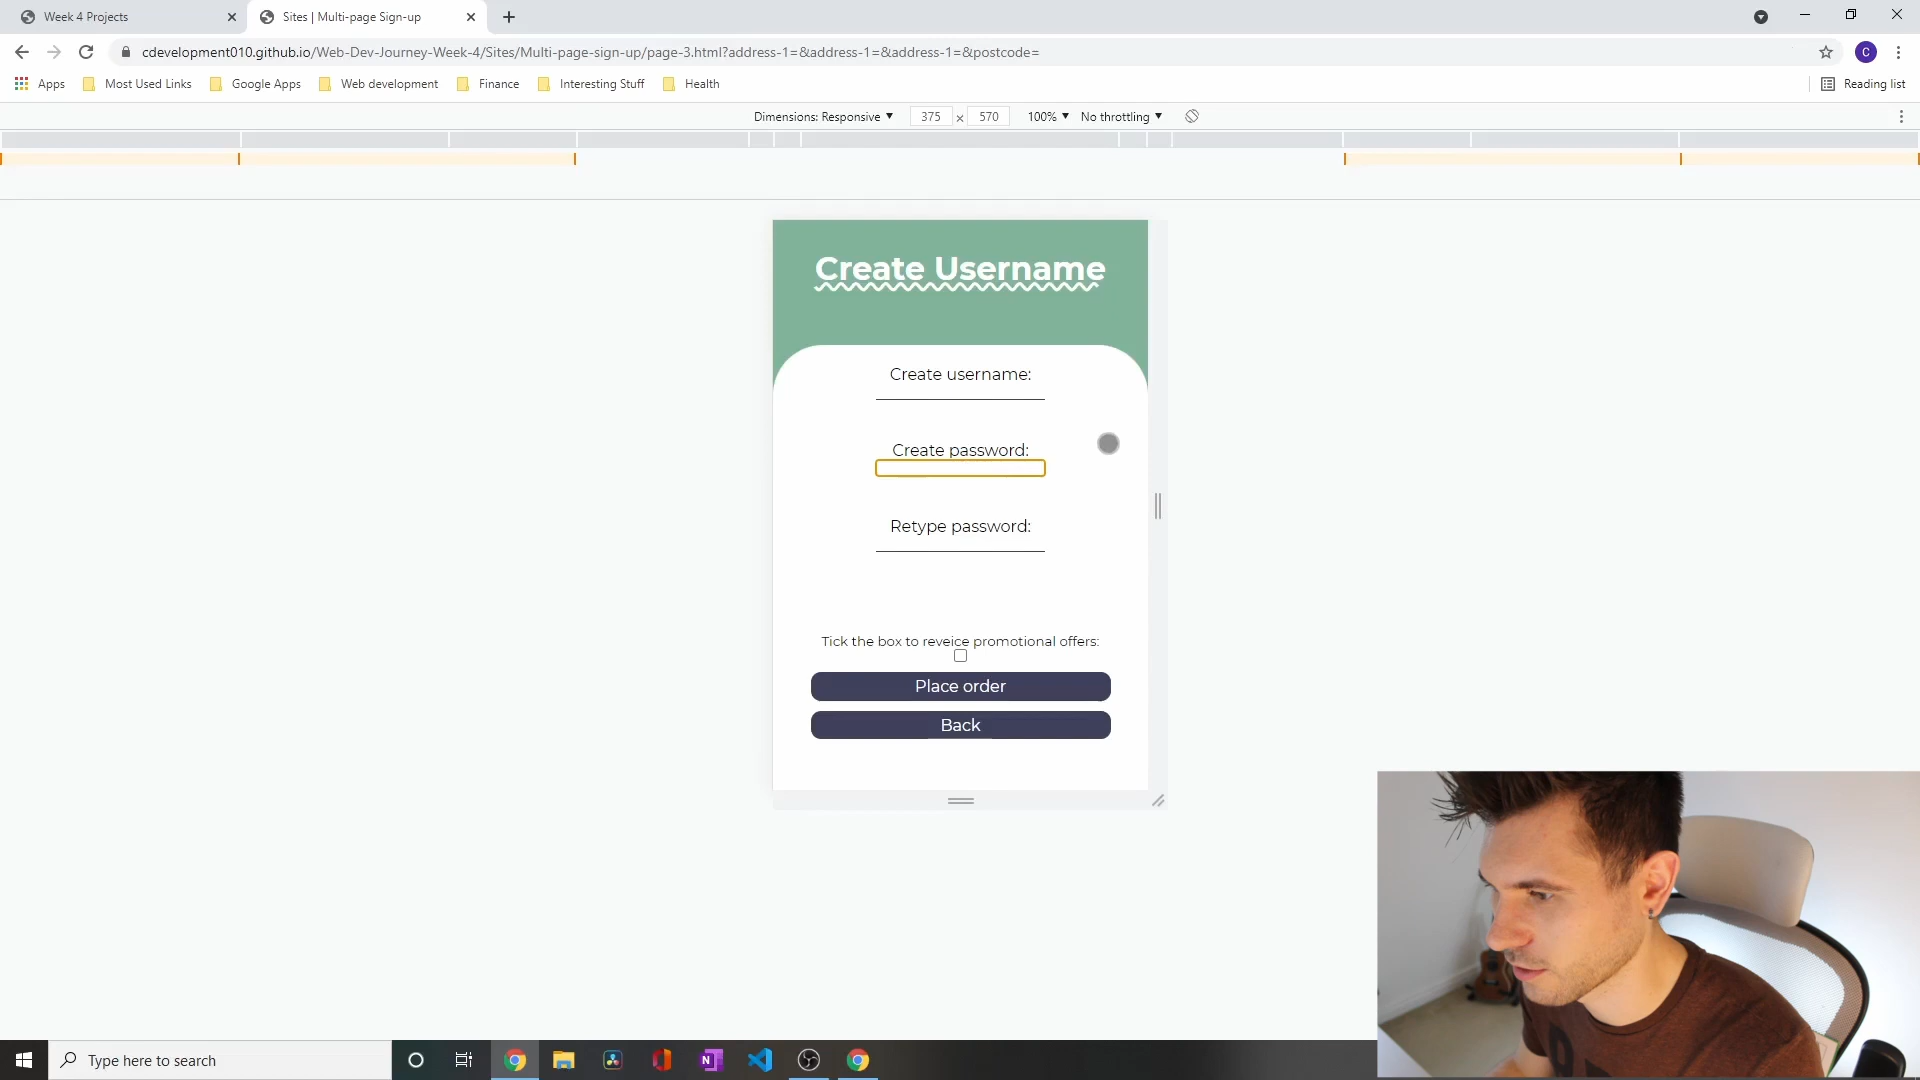 Week 4 Projects
Sites | Multi-page Sign-up
cdevelopment010.github.io/Web-Dev-Journey-Week-4/Sites/Multi-page-sign-up/page-3.html?address-1=&address-1=&address-1=&postcode=
C
Apps
Most Used Links
Google Apps
Web development
Finance
Interesting Stuff
Health
Reading list
Dimensions: Responsive
375
x
570
100%
No throttling
Create Username
Create username:
Create password:
Retype password:
Tick the box to reveice promotional offers:
Place order
Back
Type here to search
N